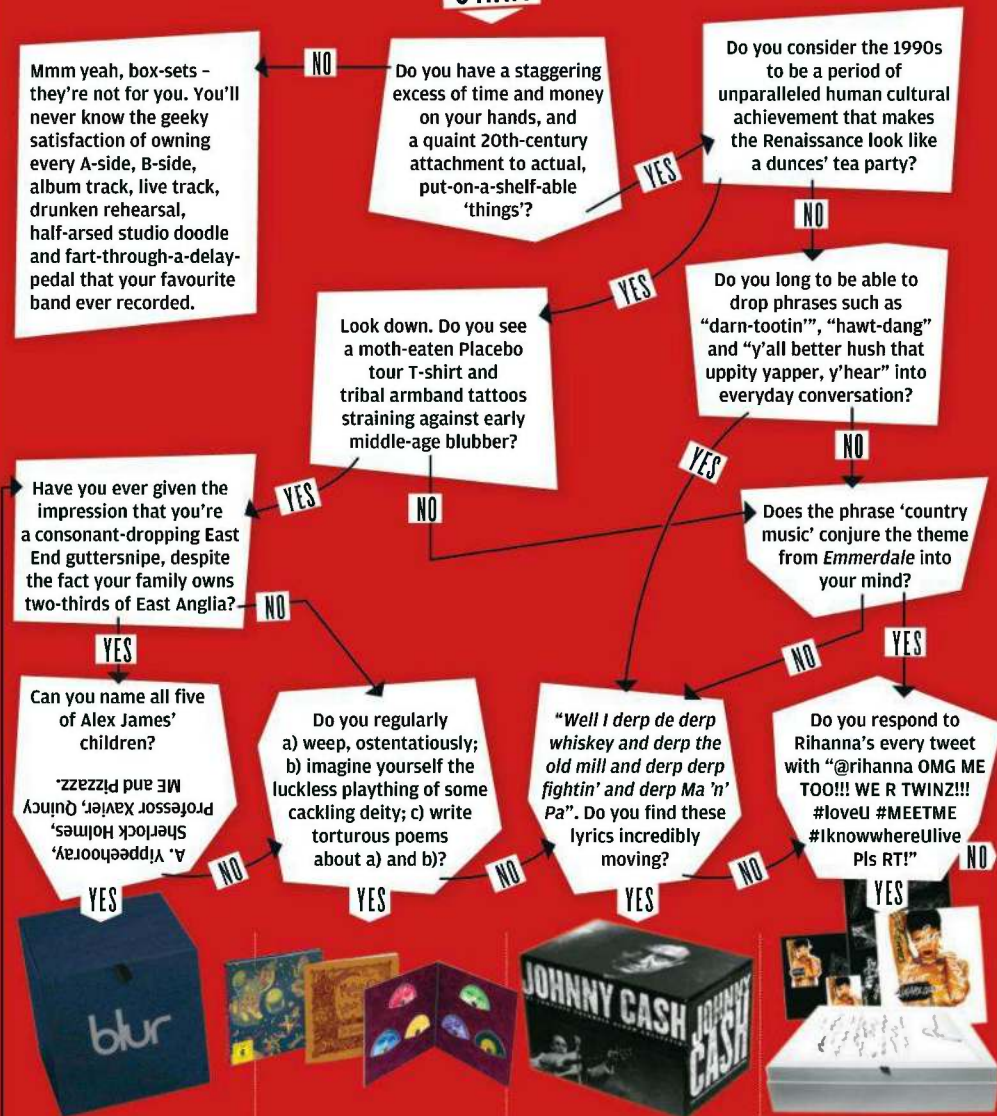 START
Do you have a staggering
excess of time and money
on your hands, and
a quaint 20th-century
attachment to actual,
put-on-a-shelf-able
'things'?
NO
Mmm yeah, box-sets –
they're not for you. You'll
never know the geeky
satisfaction of owning
every A-side, B-side,
album track, live track,
drunken rehearsal,
half-arsed studio doodle
and fart-through-a-delay-
pedal that your favourite
band ever recorded.
YES
Do you consider the 1990s
to be a period of
unparalleled human cultural
achievement that makes
the Renaissance look like
a dunces' tea party?
YES
NO
Look down. Do you see
a moth-eaten Placebo
tour T-shirt and
tribal armband tattoos
straining against early
middle-age blubber?
YES
NO
Do you long to be able to
drop phrases such as
"darn-tootin'", "hawt-dang"
and "y'all better hush that
uppity yapper, y'hear" into
everyday conversation?
YES
NO
Have you ever given the
impression that you're
a consonant-dropping East
End guttersnipe, despite
the fact your family owns
two-thirds of East Anglia?
NO
YES
Does the phrase 'country
music' conjure the theme
from Emmerdale into
your mind?
NO
YES
Can you name all five
of Alex James'
children?
A. Yippeehooray,
Sherlock Holmes,
Professor Xavier, Quincy
ME and Pizzazz.
NO
YES
Do you regularly
a) weep, ostentatiously;
b) imagine yourself the
luckless plaything of some
cackling deity; c) write
torturous poems
about a) and b)?
NO
YES
"Well I derp de derp
whiskey and derp the
old mill and derp derp
fightin' and derp Ma 'n'
Pa". Do you find these
lyrics incredibly
moving?
NO
YES
Do you respond to
Rihanna's every tweet
with "@rihanna OMG ME
TOO!!! WE R TWINZ!!!
#loveU #MEETME
#IknowwhereUlive
Pls RT!"
NO
YES
blur
JOHNNY CASH
JOHNNY
CASH